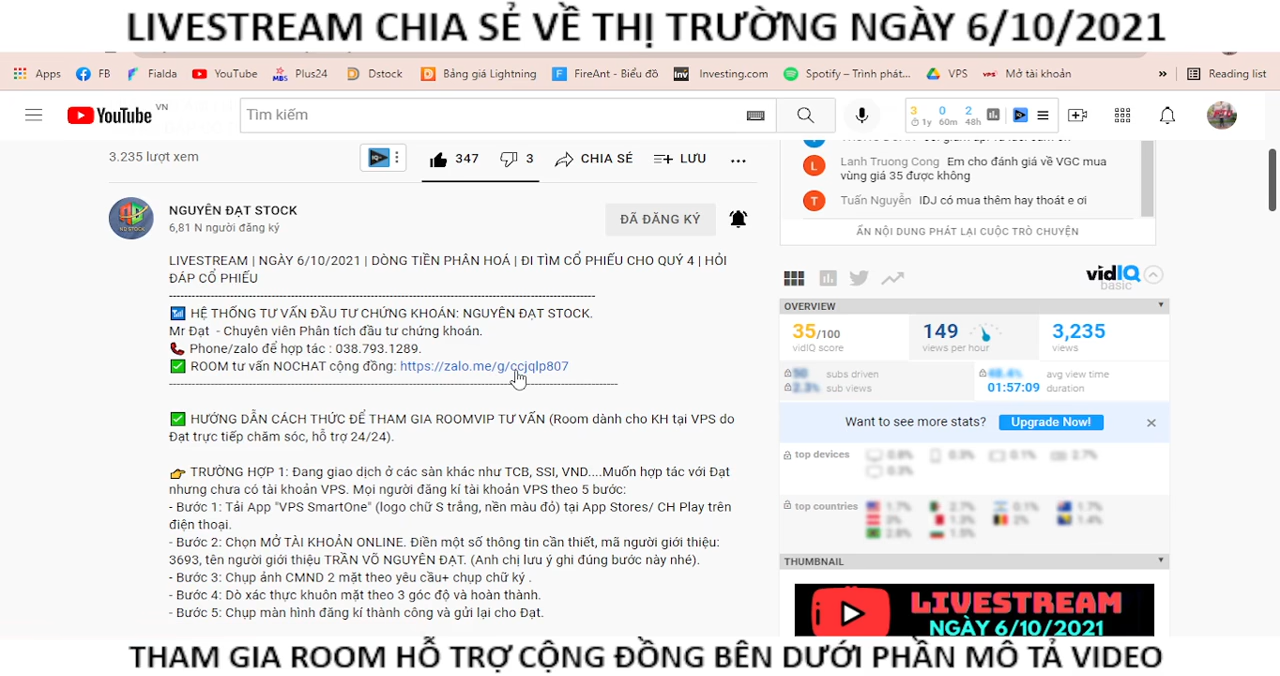 LIVESTREAM CHIA SẺ VỀ THỊ TRƯỜNG NGÀY 6/10/2021
Apps FB Fialda YouTube Plus24 Dstock Bảng giá Lightning FireAnt - Biểu đồ Investing.com Spotify – Trình phát... VPS Mở tài khoản » Reading list
YouTube VN Tìm kiếm 3 0 2
1y 60m 48h
3.235 lượt xem 347 3 CHIA SẺ LƯU ...
NGUYÊN ĐẠT STOCK
6,81 N người đăng ký
ĐÃ ĐĂNG KÝ
LIVESTREAM | NGÀY 6/10/2021 | DÒNG TIỀN PHÂN HOÁ | ĐI TÌM CỔ PHIẾU CHO QUÝ 4 | HỎI
ĐÁP CỔ PHIẾU
HỆ THỐNG TƯ VẤN ĐẦU TƯ CHỨNG KHOÁN: NGUYÊN ĐẠT STOCK.
Mr Đạt - Chuyên viên Phân tích đầu tư chứng khoán.
Phone/zalo để hợp tác : 038.793.1289.
ROOM tư vấn NOCHAT cộng đồng: https://zalo.me/g/ccjqlp807
HƯỚNG DẪN CÁCH THỨC ĐỂ THAM GIA ROOMVIP TƯ VẤN (Room dành cho KH tại VPS do
Đạt trực tiếp chăm sóc, hỗ trợ 24/24).
TRƯỜNG HỢP 1: Đang giao dịch ở các sàn khác như TCB, SSI, VND....Muốn hợp tác với Đạt
nhưng chưa có tài khoản VPS. Mọi người đăng kí tài khoản VPS theo 5 bước:
- Bước 1: Tải App "VPS SmartOne" (logo chữ S trắng, nền màu đỏ) tại App Stores/ CH Play trên
điện thoại.
- Bước 2: Chọn MỞ TÀI KHOẢN ONLINE. Điền một số thông tin cần thiết, mã người giới thiệu:
3693, tên người giới thiệu TRẦN VÕ NGUYÊN ĐẠT. (Anh chị lưu ý ghi đúng bước này nhé).
- Bước 3: Chụp ảnh CMND 2 mặt theo yêu cầu+ chụp chữ ký .
- Bước 4: Dò xác thực khuôn mặt theo 3 góc độ và hoàn thành.
- Bước 5: Chụp màn hình đăng kí thành công và gửi lại cho Đạt.
Lanh Truong Cong Em cho đánh giá về VGC mua
vùng giá 35 được không
Tuấn Nguyễn IDJ có mua thêm hay thoát e ơi
ẨN NỘI DUNG PHÁT LẠI CUỘC TRÒ CHUYỆN
vidIQ
basic
OVERVIEW
35/100 149 3,235
vidIQ score views per hour views
subs driven avg view time
sub views 01:57:09 duration
Want to see more stats? Upgrade Now!
top devices
top countries
THUMBNAIL
LIVESTREAM
NGÀY 6/10/2021
THAM GIA ROOM HỖ TRỢ CỘNG ĐỒNG BÊN DƯỚI PHẦN MÔ TẢ VIDEO